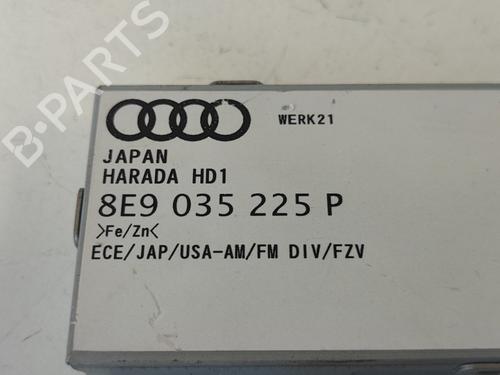 B-PARTS
WERK21
JAPAN
HARADA HD1
8E9 035 225 P
>Fe/Zn<
ECE/JAP/USA-AM/FM DIV/FZV